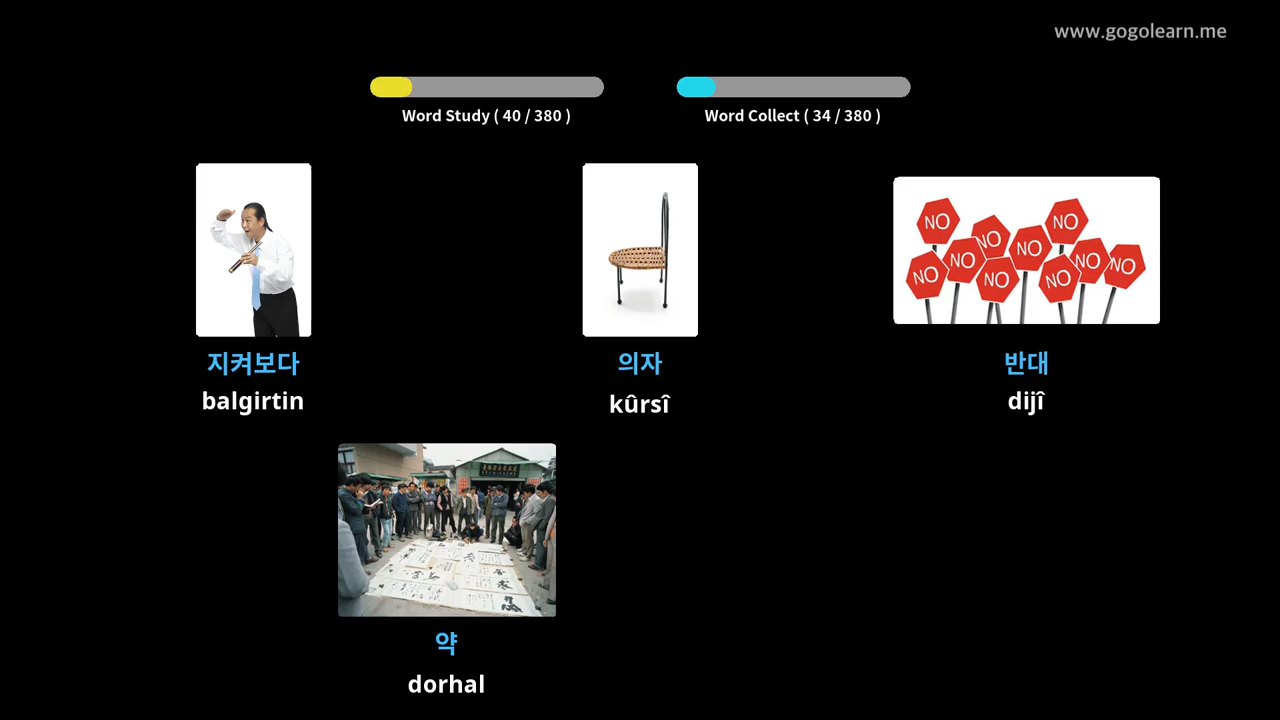 www.gogolearn.me
Word Study ( 40 / 380 )
Word Collect ( 34 / 380 )
NO
NO
NO
NO
NO
NO
NO
NO
NO
NO
지켜보다
의자
반대
balgirtin
kûrsî
dijî
약
dorhal